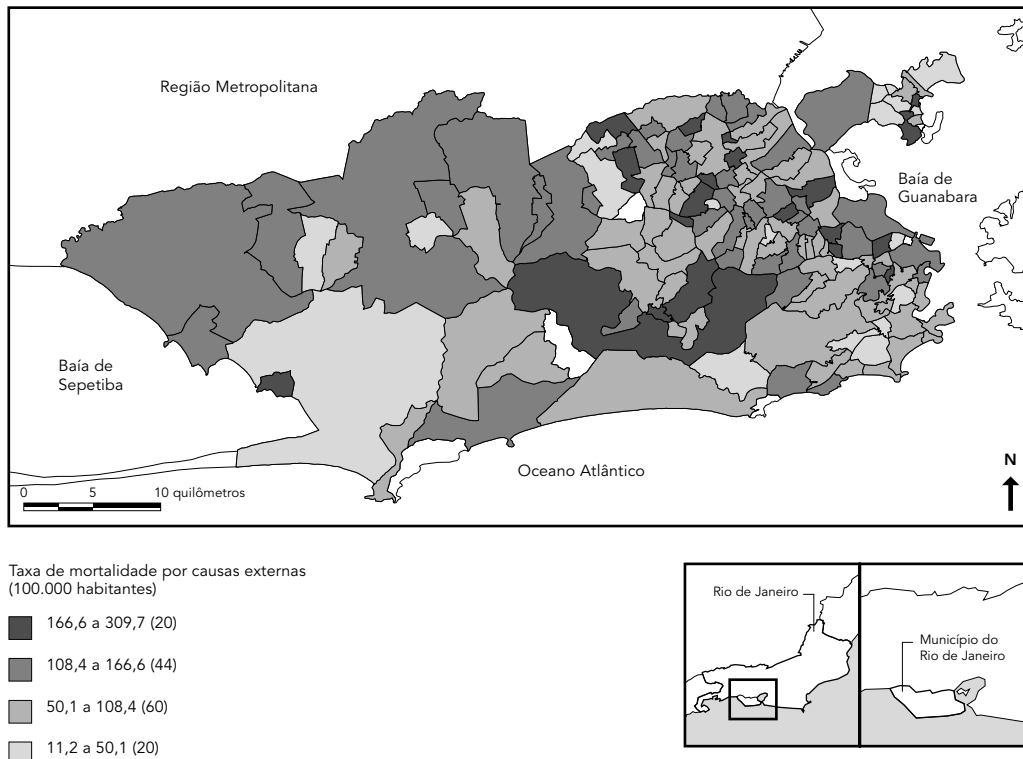 Região Metropolitana
Baía de
Guanabara
Baía de
Sepetiba
Oceano Atlântico
N
0 5 10 quilômetros
Taxa de mortalidade por causas externas
(100.000 habitantes)
166,6 a 309,7 (20)
108,4 a 166,6 (44)
50,1 a 108,4 (60)
11,2 a 50,1 (20)
Rio de Janeiro
Município do
Rio de Janeiro